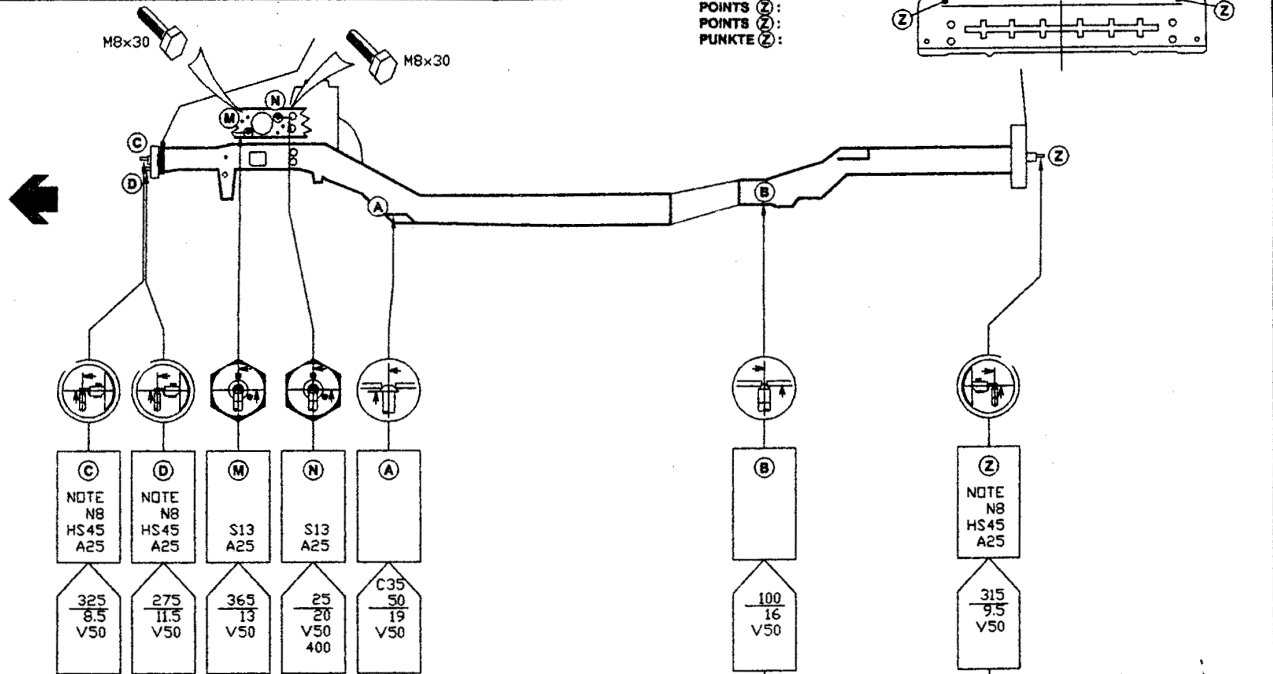 POINTS Ⓩ :
POINTS Ⓩ :
PUNKTE Ⓩ :
Z
Z
M8x30
M8x30
N
M
C
D
A
B
Z
C
NOTE
N8
HS45
A25
D
NOTE
N8
HS45
A25
M
S13
A25
N
S13
A25
A
B
Z
NOTE
N8
HS45
A25
325
8.5
V50
275
11.5
V50
365
13
V50
25
20
V50
400
C35
50
19
V50
100
16
V50
315
9.5
V50